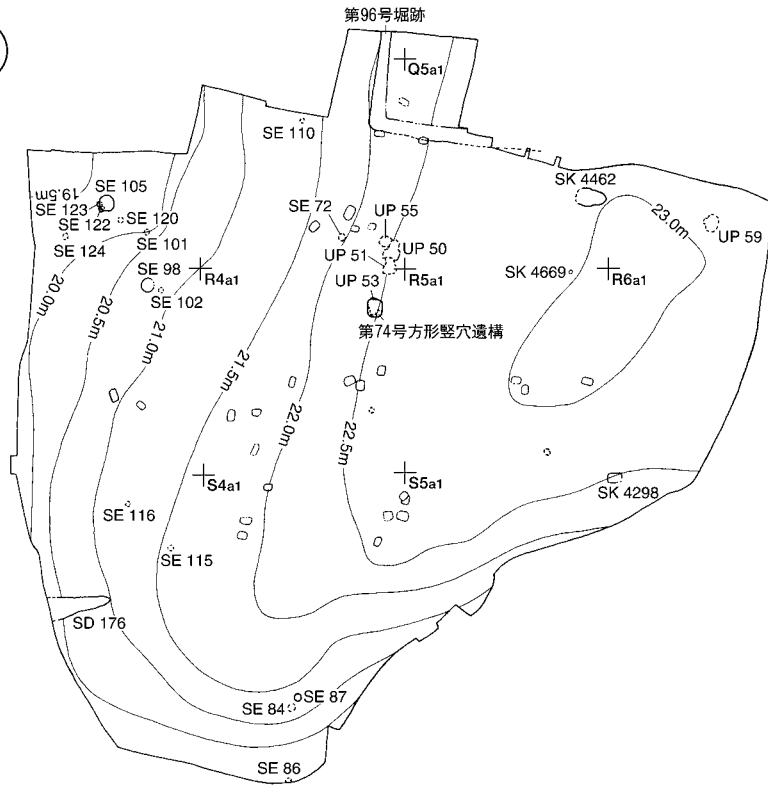 第96号堀跡
Q5a1
SE 110
SE 105
19.5m
SE 123
SE 122
SE 120
SE 124
SE 101
SE 98
SE 102
R4a1
SE 72
UP 55
UP 50
UP 51
R5a1
UP 53
第74号方形竪穴遺構
SK 4462
23.0m
UP 59
SK 4669
R6a1
20.0m
20.5m
21.0m
21.5m
22.0m
22.5m
S4a1
S5a1
SK 4298
SE 116
SE 115
SD 176
SE 87
SE 84
SE 86